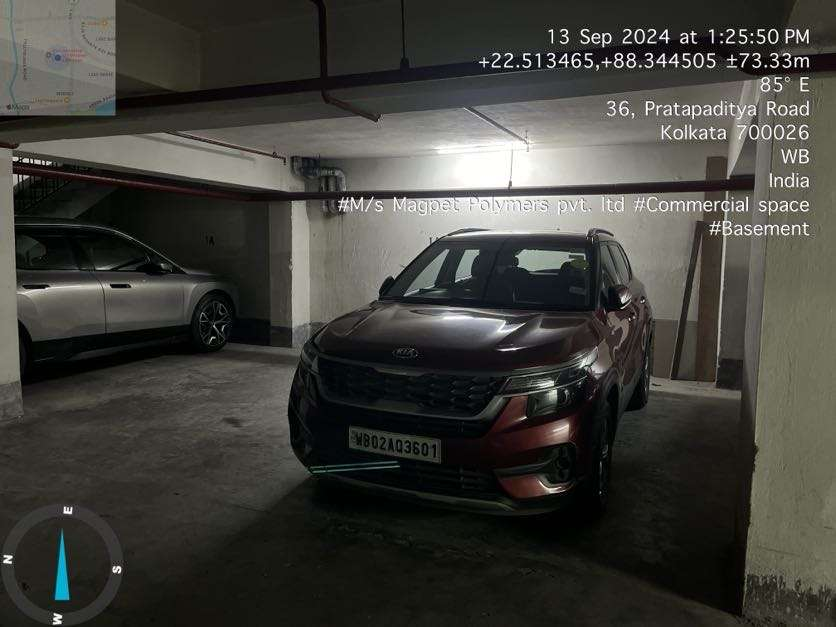 13 Sep 2024 at 1:25:50 PM
+22.513465,+88.344505 ±73.33m
85° E
36, Pratapaditya Road
Kolkata 700026
WB
India
#M/s Magpet Polymers pvt. ltd #Commercial space
#Basement
1A
KIA
WB02AQ3601
E
N
S
W